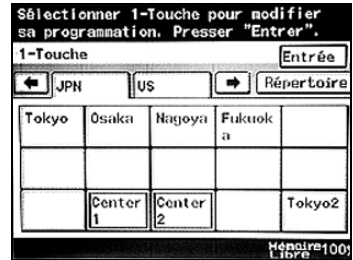 Sélectionner 1-Touche pour modifier
sa programmation. Presser "Entrer".
1-Touche Entrée
JPN US Répertoire
Tokyo Osaka Nagoya Fukuok
a
Center Center Tokyo2
1 2
Mémoire 100%
Libre